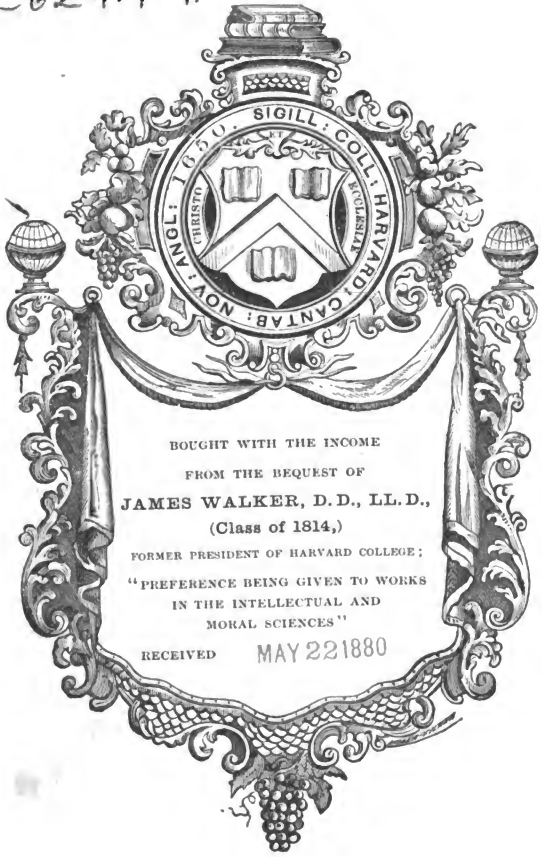 SIGILL: COLL: HARVARD: CANTAB: NOV: ANGL: 1650.
CHRISTO ET ECCLESIAE
BOUGHT WITH THE INCOME
FROM THE BEQUEST OF
JAMES WALKER, D.D., LL.D.,
(Class of 1814,)
FORMER PRESIDENT OF HARVARD COLLEGE;
"PREFERENCE BEING GIVEN TO WORKS
IN THE INTELLECTUAL AND
MORAL SCIENCES"
RECEIVED MAY 22 1880